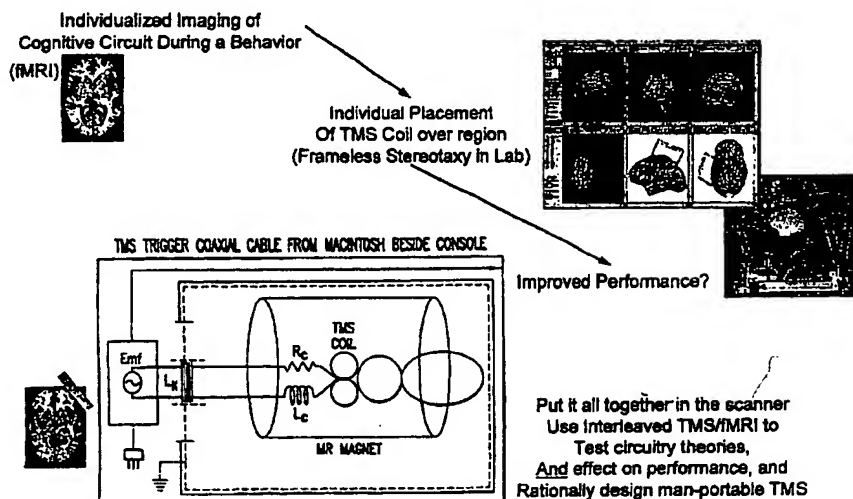 Individualized Imaging of
Cognitive Circuit During a Behavior
(fMRI)
Individual Placement
Of TMS Coil over region
(Frameless Stereotaxy in Lab)
Improved Performance?
TMS TRIGGER COAXIAL CABLE FROM MACINTOSH BESIDE CONSOLE
Emf
Lx
Rc
Lc
TMS
COIL
MR MAGNET
Put it all together in the scanner
Use Interleaved TMS/fMRI to
Test circuitry theories,
And effect on performance, and
Rationally design man-portable TMS